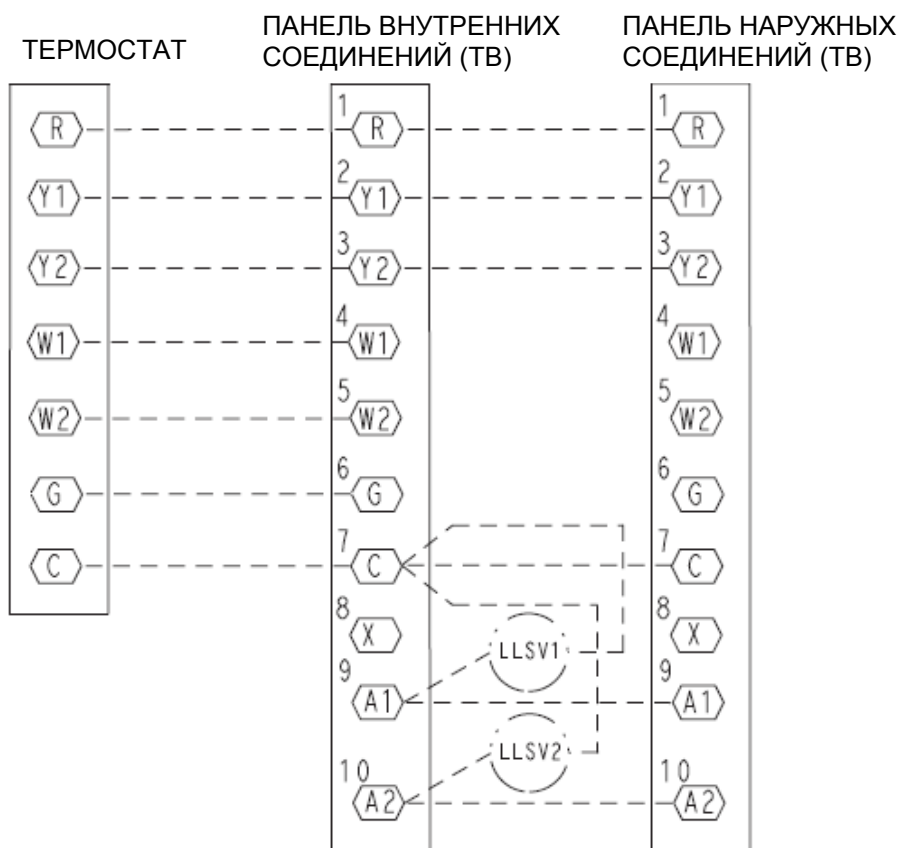 ТЕРМОСТАТ
ПАНЕЛЬ ВНУТРЕННИХ
СОЕДИНЕНИЙ (ТВ)
ПАНЕЛЬ НАРУЖНЫХ
СОЕДИНЕНИЙ (ТВ)
R 1 R 1 R
Y1 2 Y1 2 Y1
Y2 3 Y2 3 Y2
W1 4 W1 4 W1
W2 5 W2 5 W2
G 6 G 6 G
C 7 C 7 C
8 X 8 X
LLSV1
9 A1 9 A1
LLSV2
10 A2 10 A2